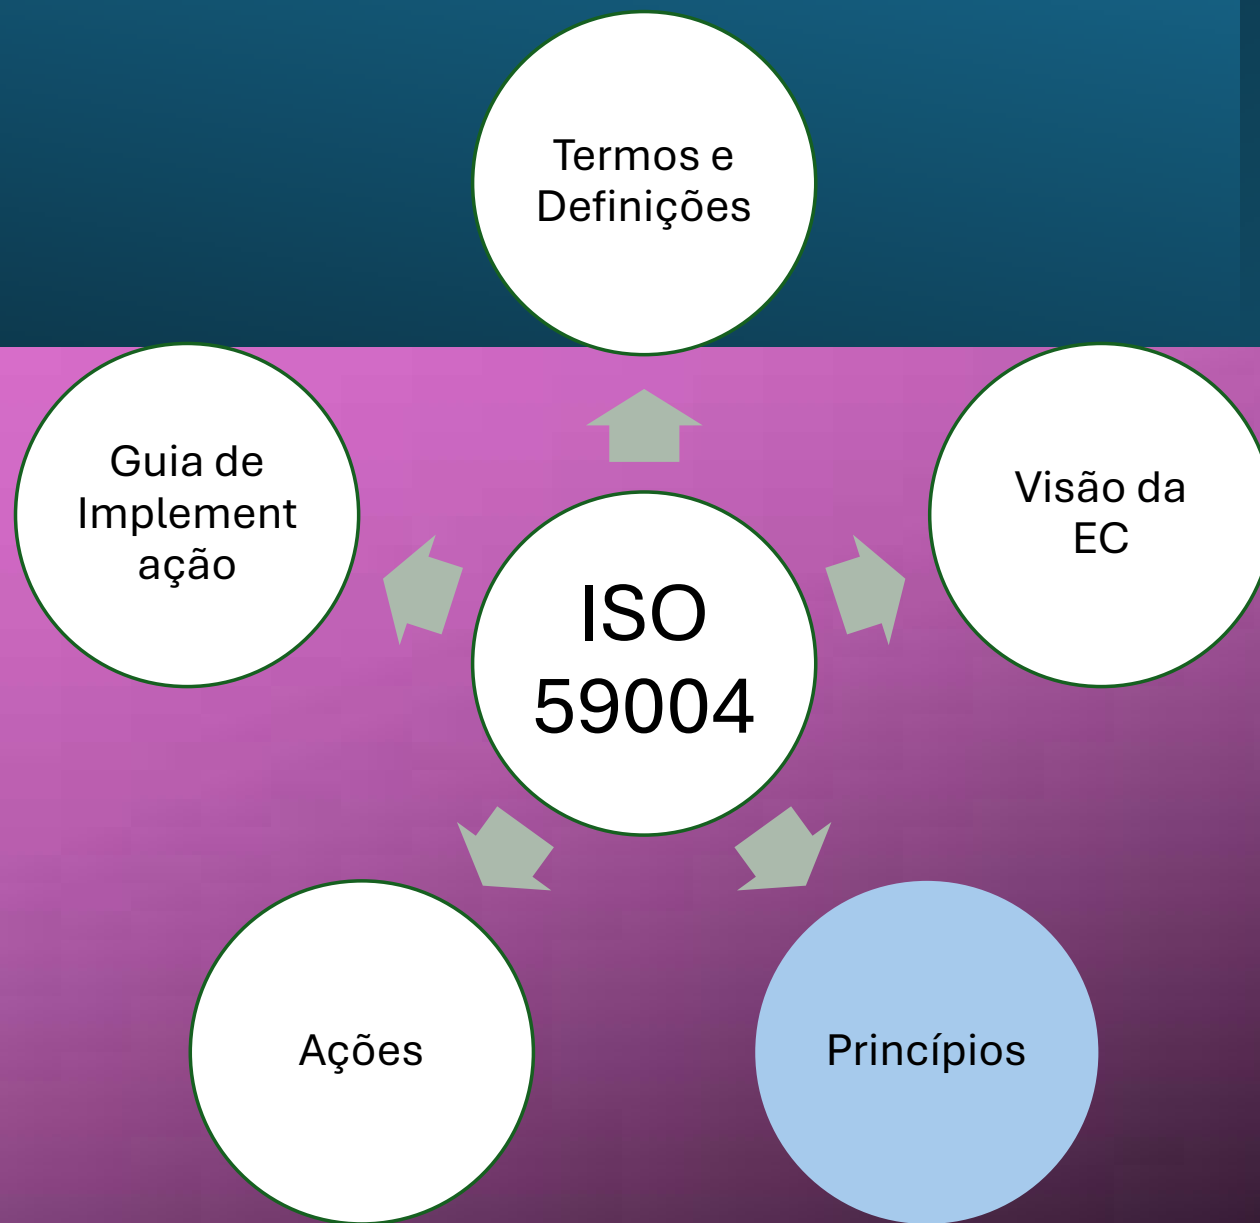 Termos e
Definições
Guia de
Implement
ação
Visão da
EC
ISO
59004
Ações
Princípios